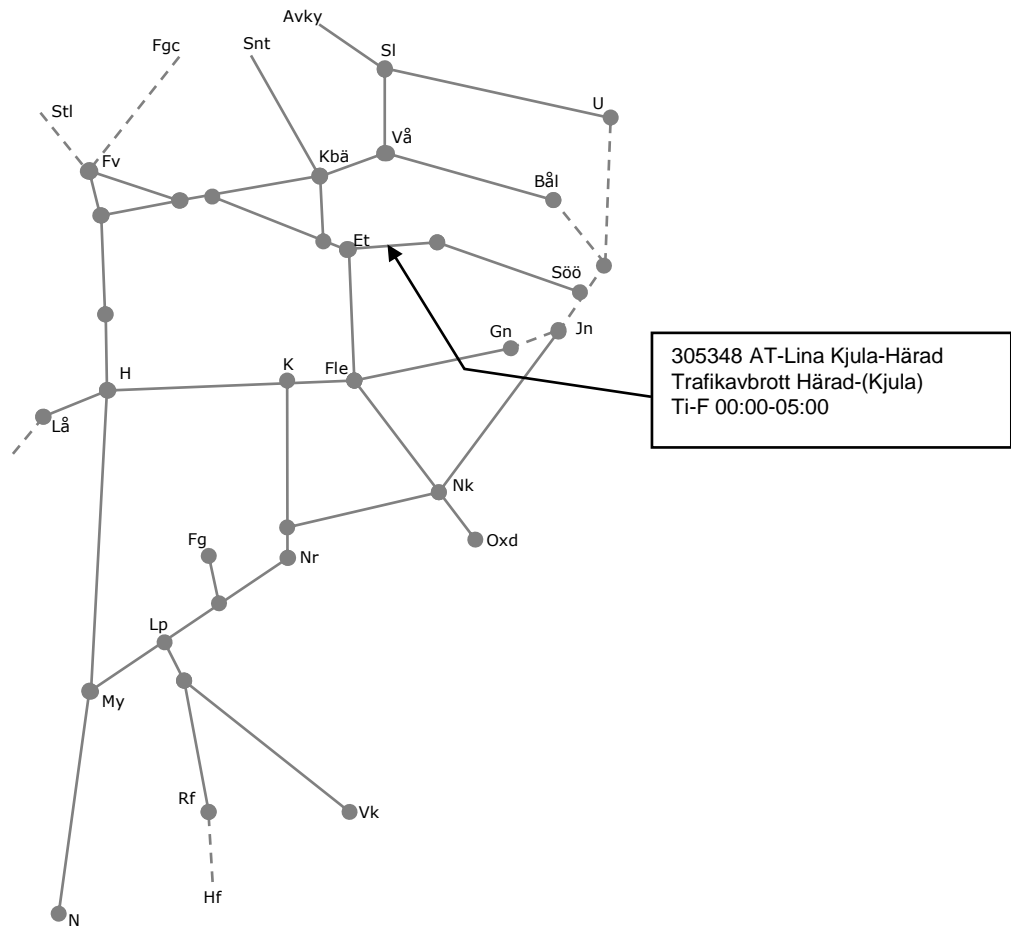 Avky
Fgc
Snt
Sl
U
Stl
Vå
Fv
Kbä
Bål
Et
Söö
Gn
Jn
H
K
Fle
Lå
305348 AT-Lina Kjula-Härad
Trafikavbrott Härad-(Kjula)
Ti-F 00:00-05:00
Nk
Oxd
Fg
Nr
Lp
My
Rf
Vk
Hf
N